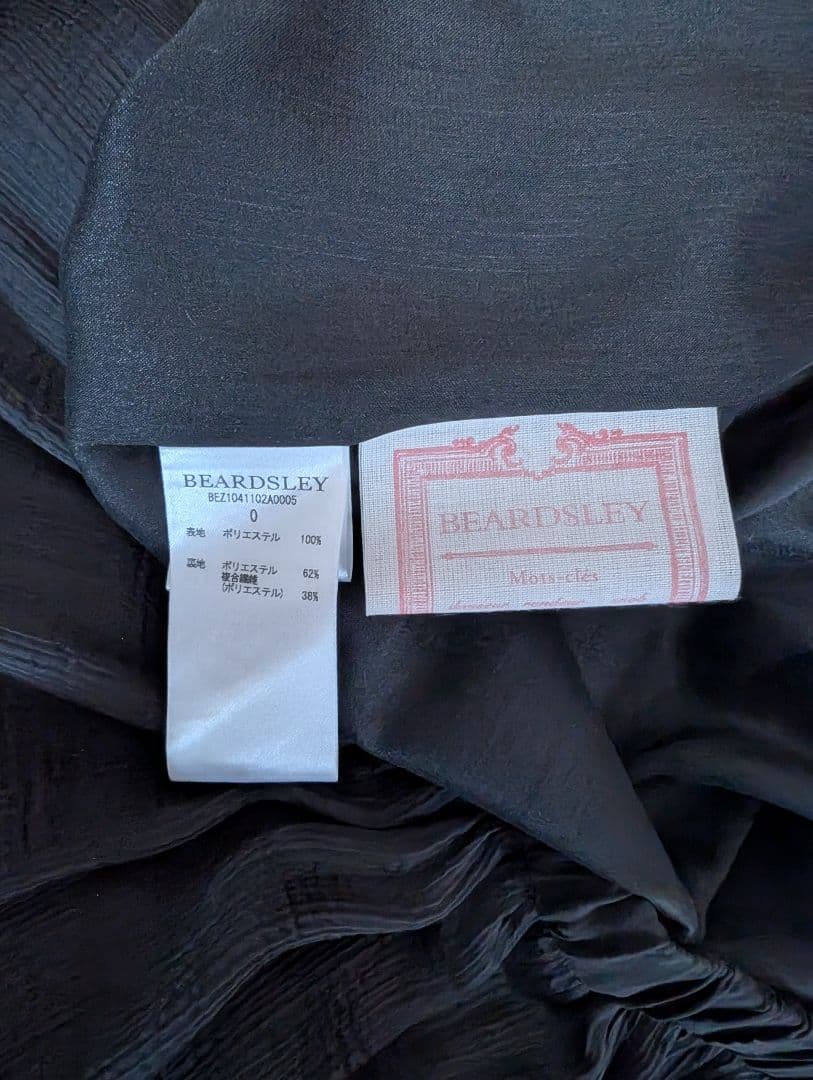 BEARDSLEY
BEZ1041102A0005
0
表地 ポリエステル 100%
裏地 ポリエステル 62%
複合繊維
(ポリエステル) 38%
BEARDSLEY
Mots-clés